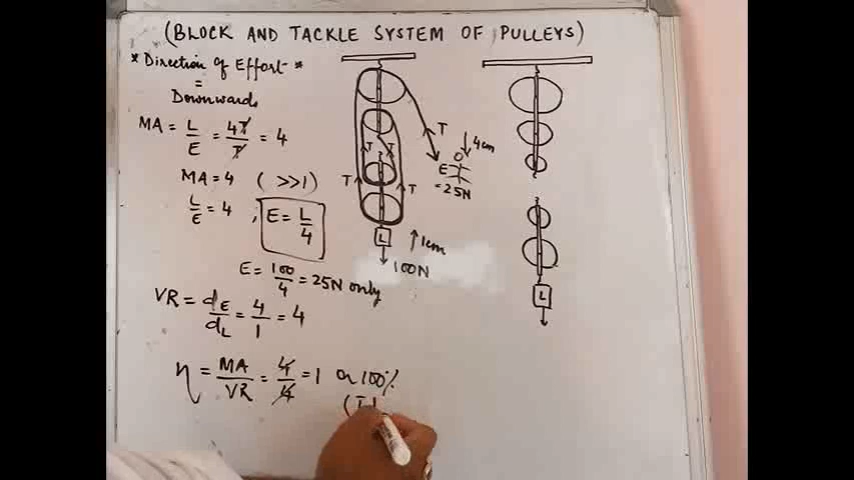 (BLOCK AND TACKLE SYSTEM OF PULLEYS)
* Direction Of Effort *
=
Downwards
MA = L/E = 4T/T = 4
MA = 4 (>>1)
L/E = 4 ; E = L/4
E = 100/4 = 25N only
VR = dE/dL = 4/1 = 4
η = MA/VR = 4/4 = 1 or 100%
(I
T
T
T
T
T
4cm
E
= 25N
L
1cm
100N
L